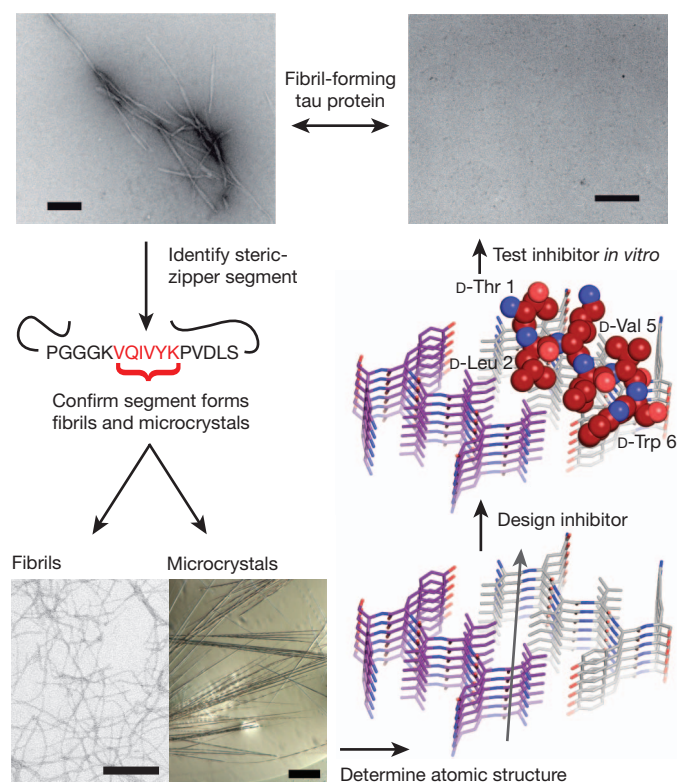 Fibril-forming
tau protein
Identify steric-
zipper segment
PGGGKVQIVYKPVDLS
Confirm segment forms
fibrils and microcrystals
Fibrils
Microcrystals
Determine atomic structure
Design inhibitor
D-Thr 1
D-Leu 2
D-Val 5
D-Trp 6
Test inhibitor in vitro